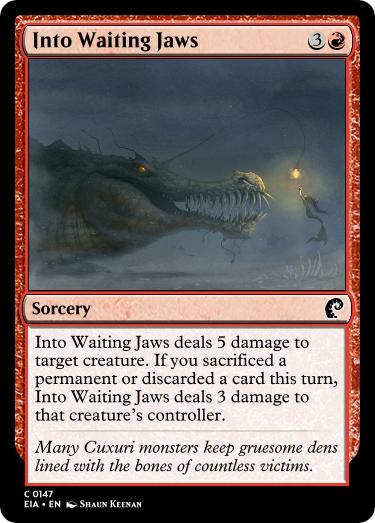 Into Waiting Jaws 3
Sorcery
Into Waiting Jaws deals 5 damage to
target creature. If you sacrificed a
permanent or discarded a card this turn,
Into Waiting Jaws deals 3 damage to
that creature's controller.
Many Cuxuri monsters keep gruesome dens
lined with the bones of countless victims.
C 0147
EIA • EN Shaun Keenan